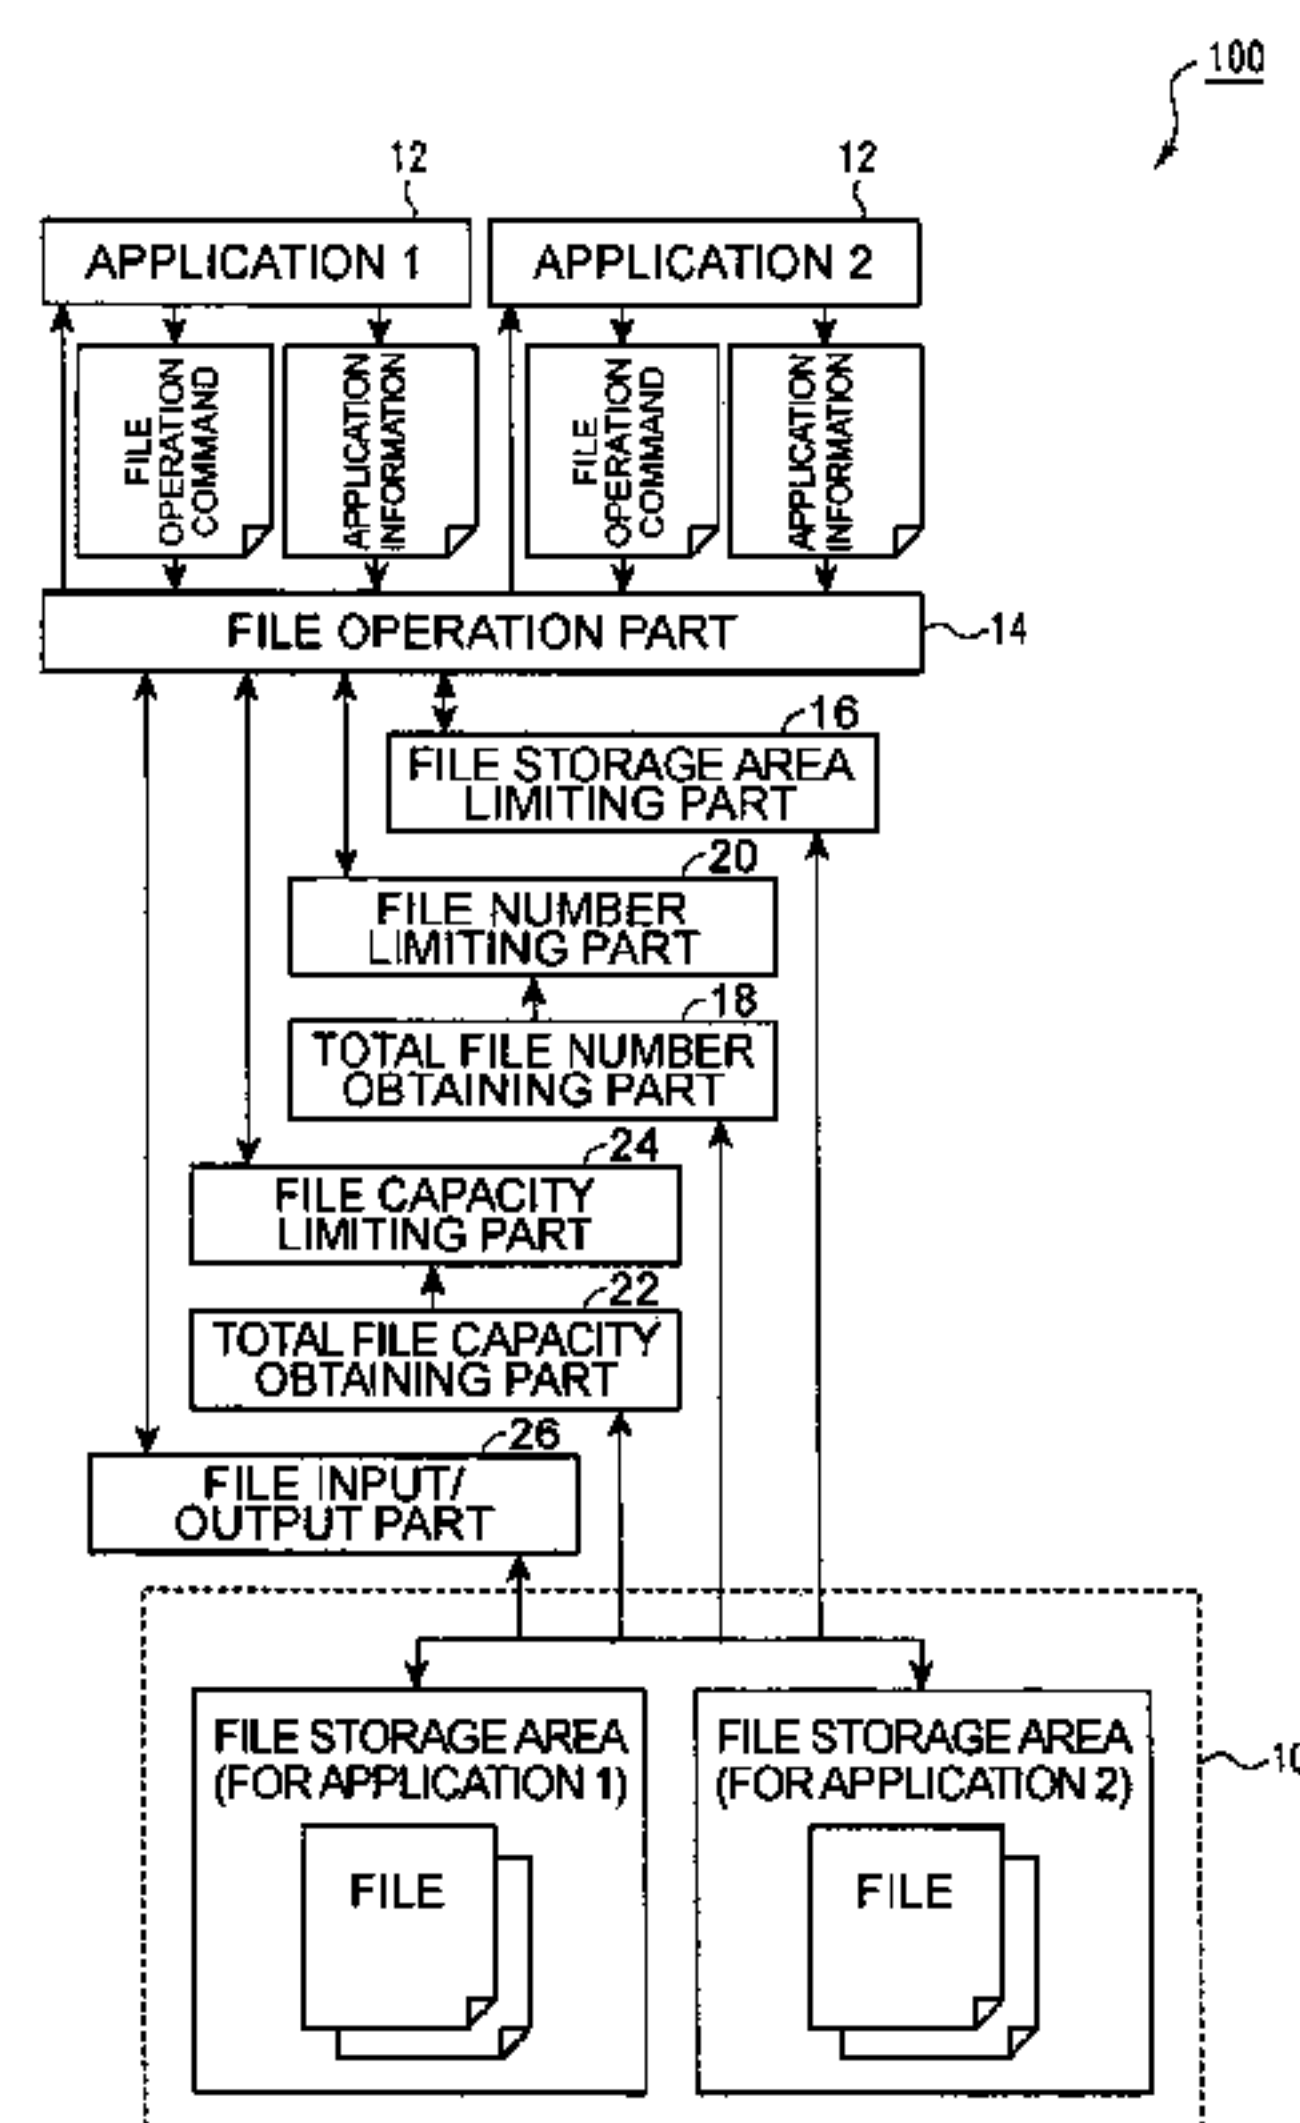 100
12
12
APPLICATION 1
APPLICATION 2
FILE
OPERATION
COMMAND
APPLICATION
INFORMATION
FILE
OPERATION
COMMAND
APPLICATION
INFORMATION
FILE OPERATION PART
14
16
FILE STORAGE AREA
LIMITING PART
20
FILE NUMBER
LIMITING PART
18
TOTAL FILE NUMBER
OBTAINING PART
24
FILE CAPACITY
LIMITING PART
22
TOTAL FILE CAPACITY
OBTAINING PART
26
FILE INPUT/
OUTPUT PART
FILE STORAGE AREA
(FOR APPLICATION 1)
FILE STORAGE AREA
(FOR APPLICATION 2)
10
FILE
FILE